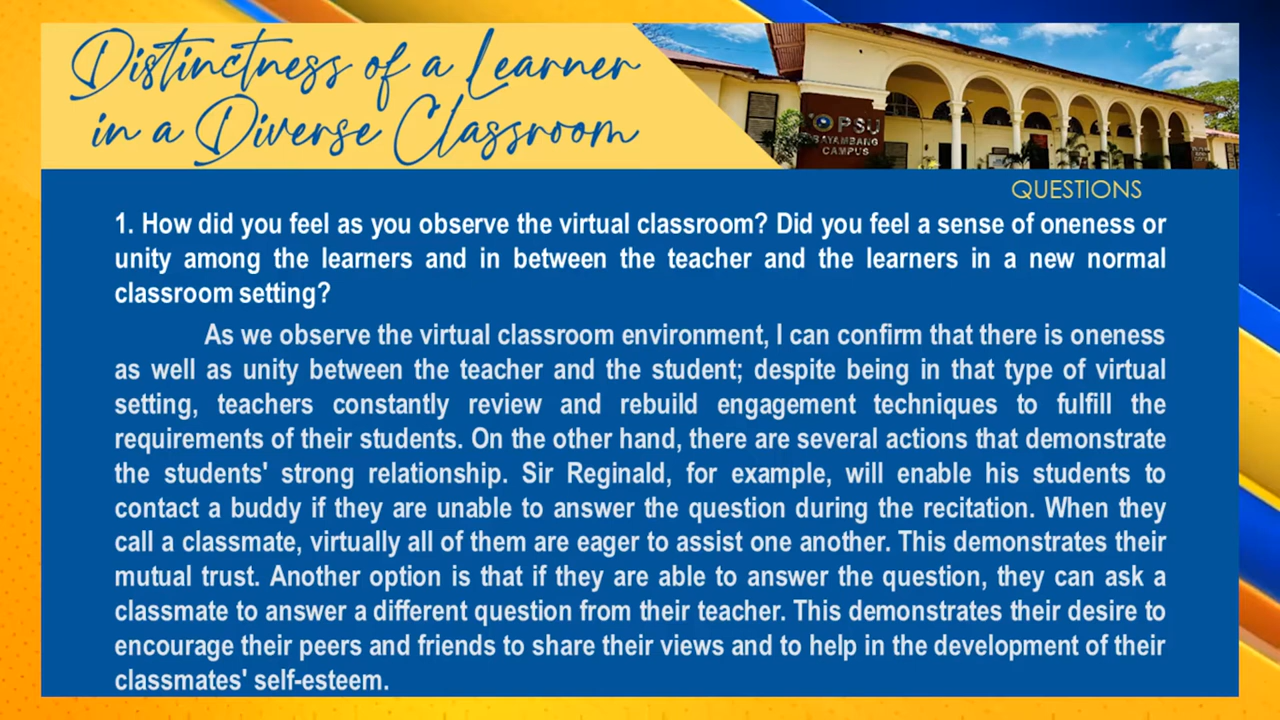 Distinctness of a Learner
in a Diverse Classroom
PSU
BAYAMBANG
CAMPUS
QUESTIONS
1. How did you feel as you observe the virtual classroom? Did you feel a sense of oneness or
unity among the learners and in between the teacher and the learners in a new normal
classroom setting?
As we observe the virtual classroom environment, I can confirm that there is oneness
as well as unity between the teacher and the student; despite being in that type of virtual
setting, teachers constantly review and rebuild engagement techniques to fulfill the
requirements of their students. On the other hand, there are several actions that demonstrate
the students' strong relationship. Sir Reginald, for example, will enable his students to
contact a buddy if they are unable to answer the question during the recitation. When they
call a classmate, virtually all of them are eager to assist one another. This demonstrates their
mutual trust. Another option is that if they are able to answer the question, they can ask a
classmate to answer a different question from their teacher. This demonstrates their desire to
encourage their peers and friends to share their views and to help in the development of their
classmates' self-esteem.